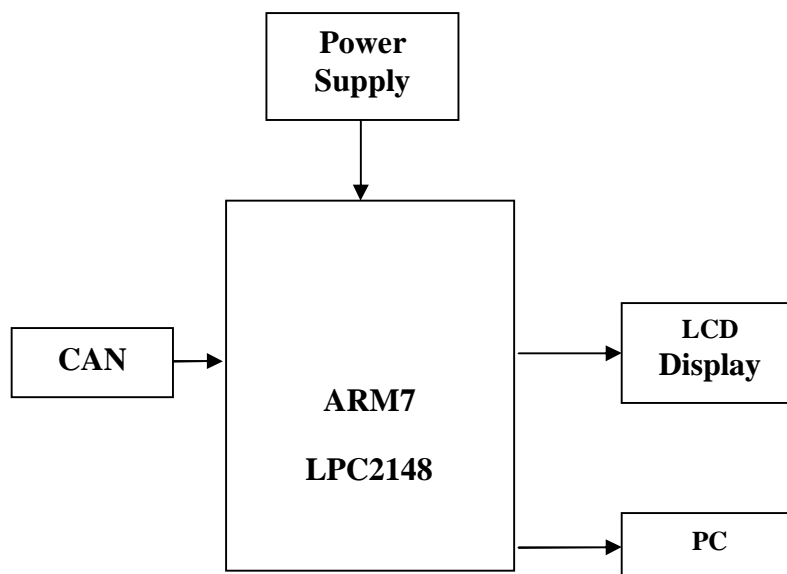 Power
Supply
CAN
ARM7
LPC2148
LCD
Display
PC